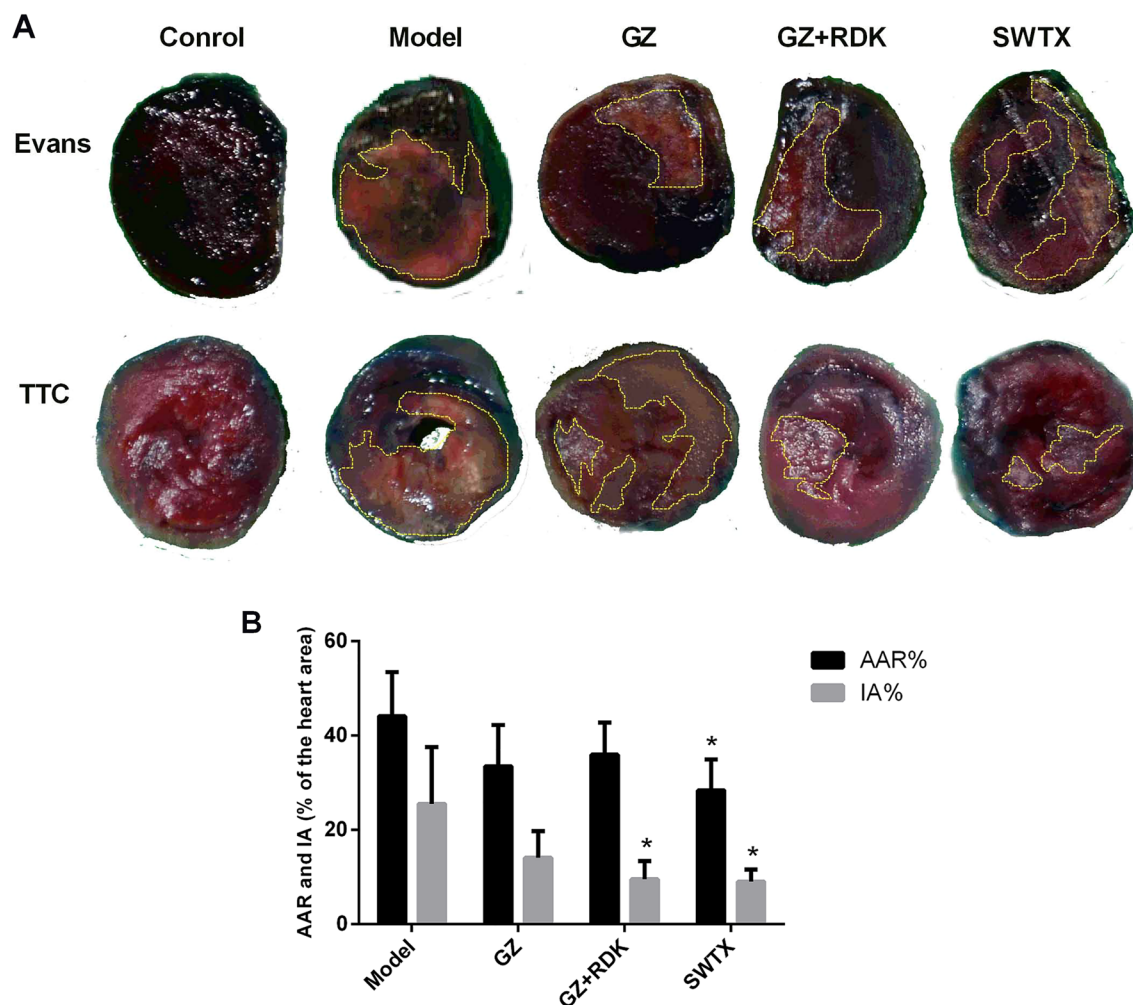 A
Conrol Model GZ GZ+RDK SWTX
Evans
TTC
B
AAR and IA (% of the heart area)
60
40
20
0
* * *
AAR%
IA%
Model GZ GZ+RDK SWTX